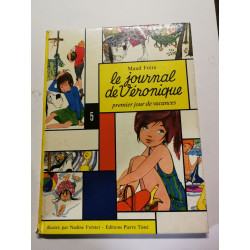 Maud Frère
le journal
de Véronique
premier jour de vacances
5
illustré par Nadine Forster - Editions Pierre Tisné